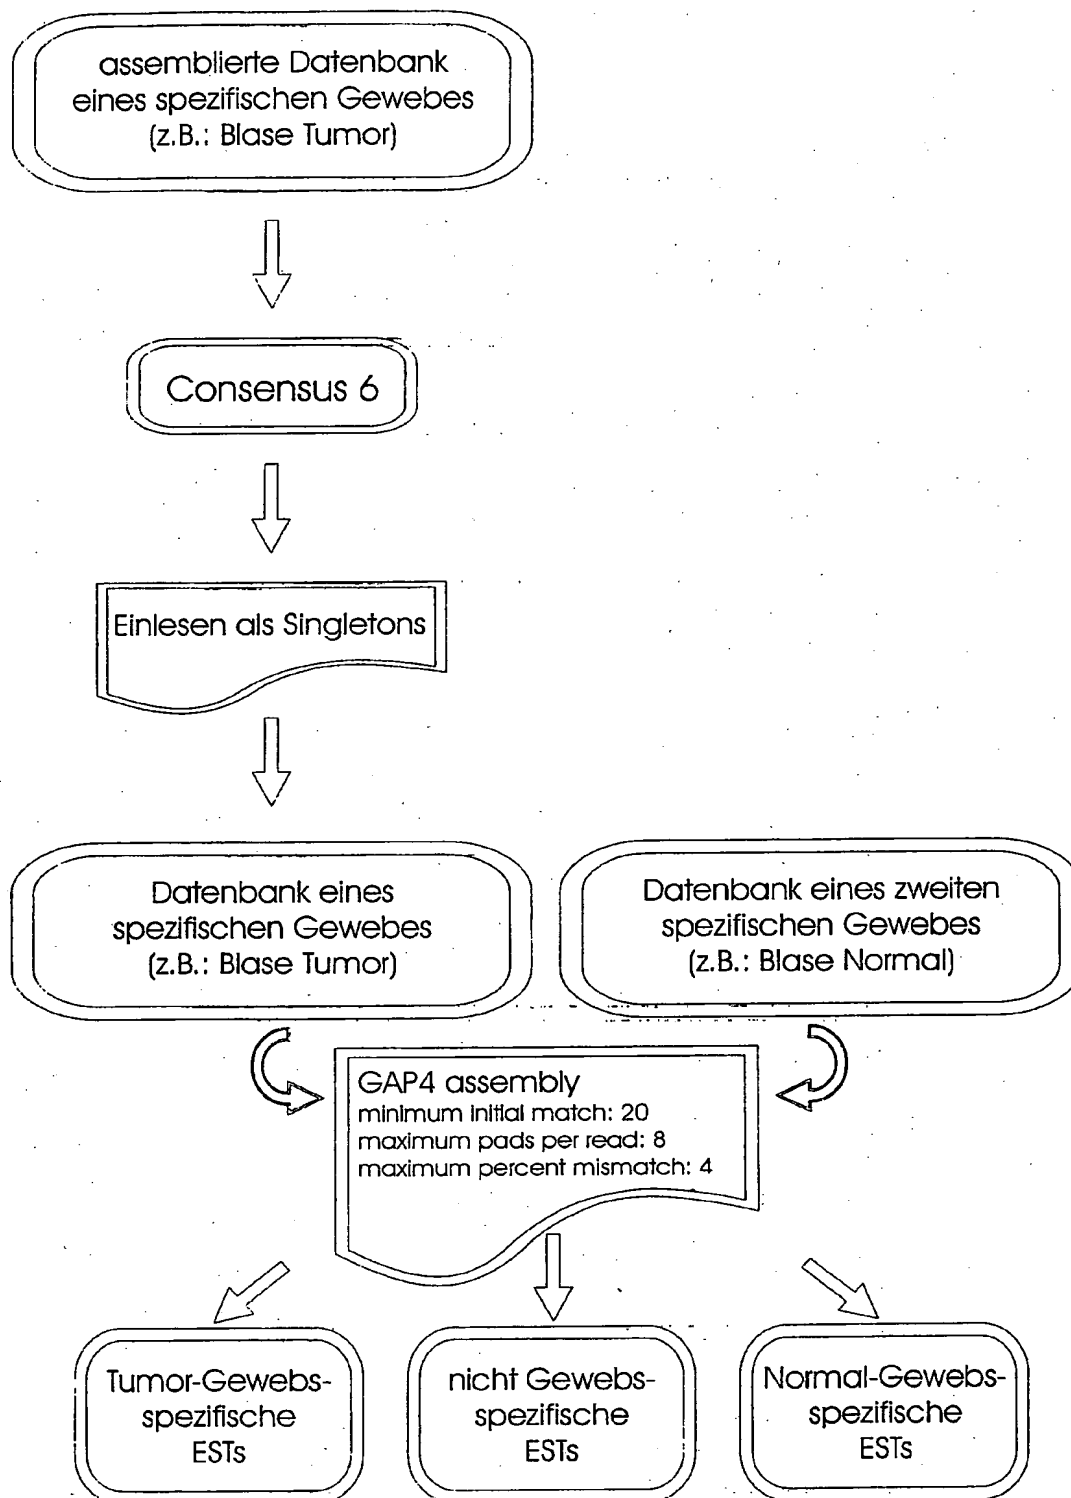 assemblierte Datenbank
eines spezifischen Gewebes
(z.B.: Blase Tumor)
Consensus 6
Einlesen als Singletons
Datenbank eines
spezifischen Gewebes
(z.B.: Blase Tumor)
Datenbank eines zweiten
spezifischen Gewebes
(z.B.: Blase Normal)
GAP4 assembly
minimum initial match: 20
maximum pads per read: 8
maximum percent mismatch: 4
Tumor-Gewebs-
spezifische
ESTs
nicht Gewebs-
spezifische
ESTs
Normal-Gewebs-
spezifische
ESTs